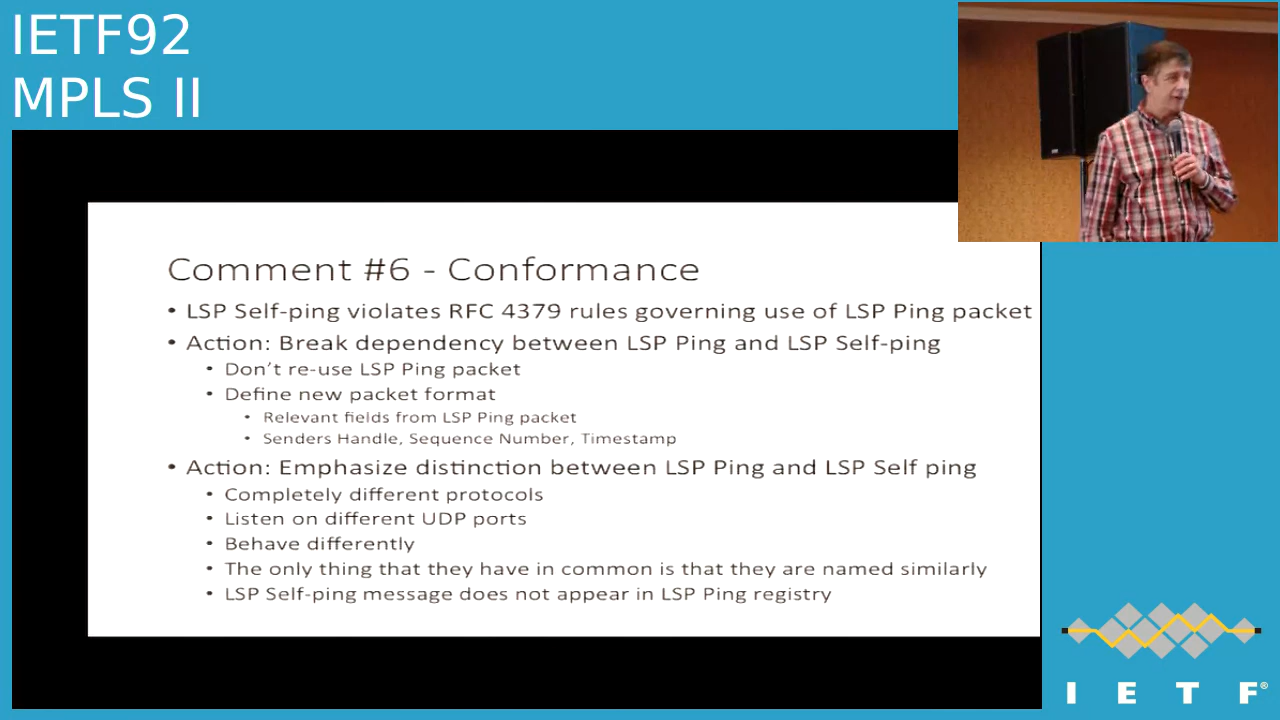 IETF92
MPLS II
Comment #6 - Conformance
• LSP Self-ping violates RFC 4379 rules governing use of LSP Ping packet
• Action: Break dependency between LSP Ping and LSP Self-ping
• Don't re-use LSP Ping packet
• Define new packet format
• Relevant fields from LSP Ping packet
• Senders Handle, Sequence Number, Timestamp
• Action: Emphasize distinction between LSP Ping and LSP Self ping
• Completely different protocols
• Listen on different UDP ports
• Behave differently
• The only thing that they have in common is that they are named similarly
• LSP Self-ping message does not appear in LSP Ping registry
I E T F®